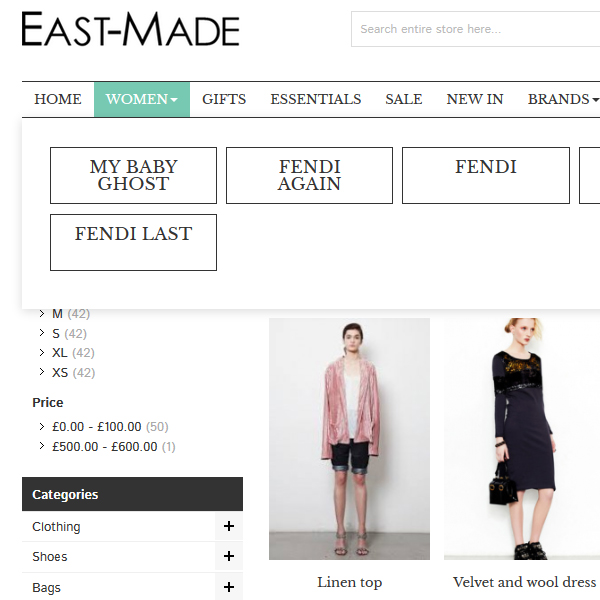 EAST-MADE
Search entire store here...
HOME WOMEN GIFTS ESSENTIALS SALE NEW IN BRANDS
MY BABY
GHOST
FENDI
AGAIN
FENDI
FENDI LAST
M (42)
S (42)
XL (42)
XS (42)
Price
£0.00 - £100.00 (50)
£500.00 - £600.00 (1)
Categories
Clothing +
Shoes +
Bags +
Linen top
Velvet and wool dress